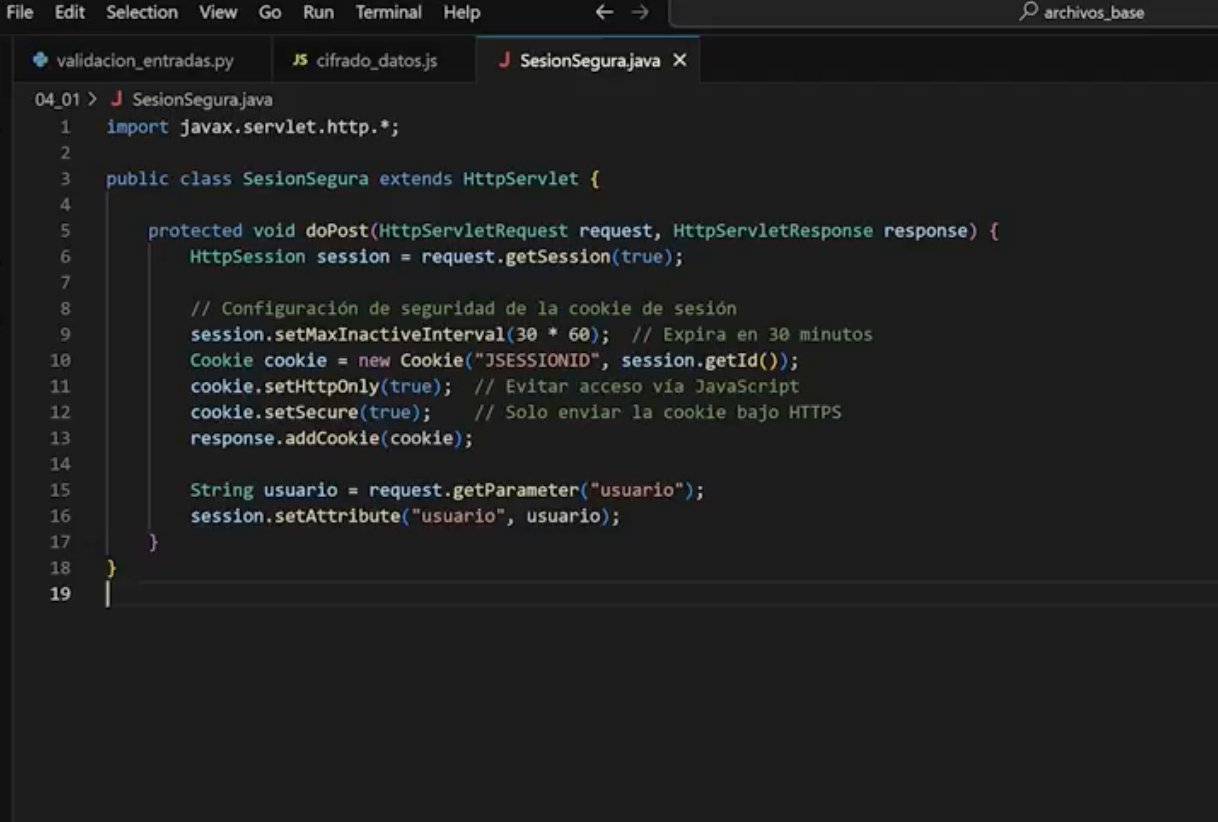 File Edit Selection View Go Run Terminal Help ← → archivos_base
validacion_entradas.py JS cifrado_datos.js J SesionSegura.java ×
04_01 > J SesionSegura.java
1 import javax.servlet.http.*;
2
3 public class SesionSegura extends HttpServlet {
4
5 protected void doPost(HttpServletRequest request, HttpServletResponse response) {
6 HttpSession session = request.getSession(true);
7
8 // Configuración de seguridad de la cookie de sesión
9 session.setMaxInactiveInterval(30 * 60); // Expira en 30 minutos
10 Cookie cookie = new Cookie("JSESSIONID", session.getId());
11 cookie.setHttpOnly(true); // Evitar acceso vía JavaScript
12 cookie.setSecure(true); // Solo enviar la cookie bajo HTTPS
13 response.addCookie(cookie);
14
15 String usuario = request.getParameter("usuario");
16 session.setAttribute("usuario", usuario);
17 }
18 }
19